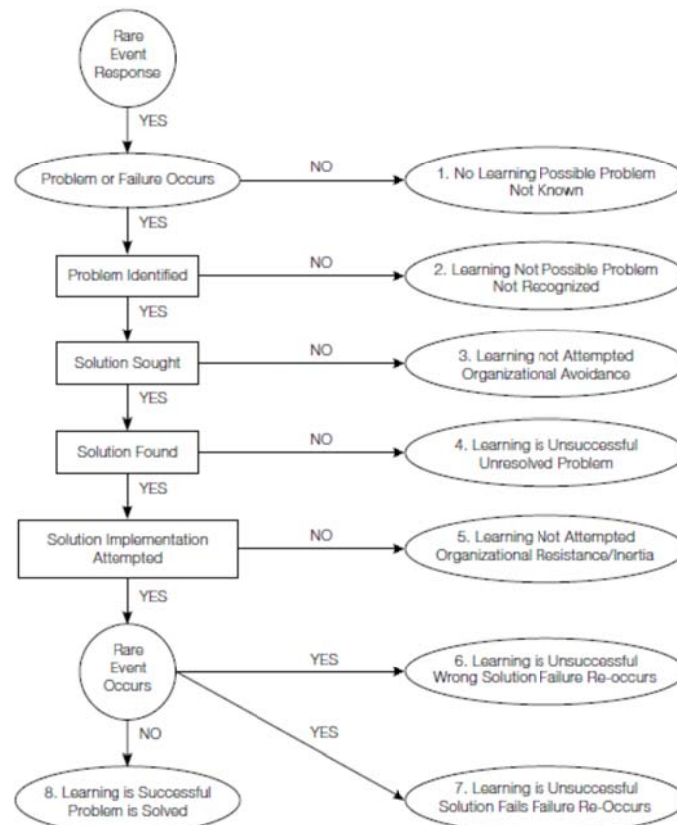 Rare
Event
Response
YES
Problem or Failure Occurs
NO
1. No Learning Possible Problem
Not Known
YES
Problem Identified
NO
2. Learning Not Possible Problem
Not Recognized
YES
Solution Sought
NO
3. Learning not Attempted
Organizational Avoidance
YES
Solution Found
NO
4. Learning is Unsuccessful
Unresolved Problem
YES
Solution Implementation
Attempted
NO
5. Learning Not Attempted
Organizational Resistance/Inertia
YES
Rare
Event
Occurs
YES
6. Learning is Unsuccessful
Wrong Solution Failure Re-occurs
YES
NO
8. Learning is Successful
Problem is Solved
7. Learning is Unsuccessful
Solution Fails Failure Re-Occurs